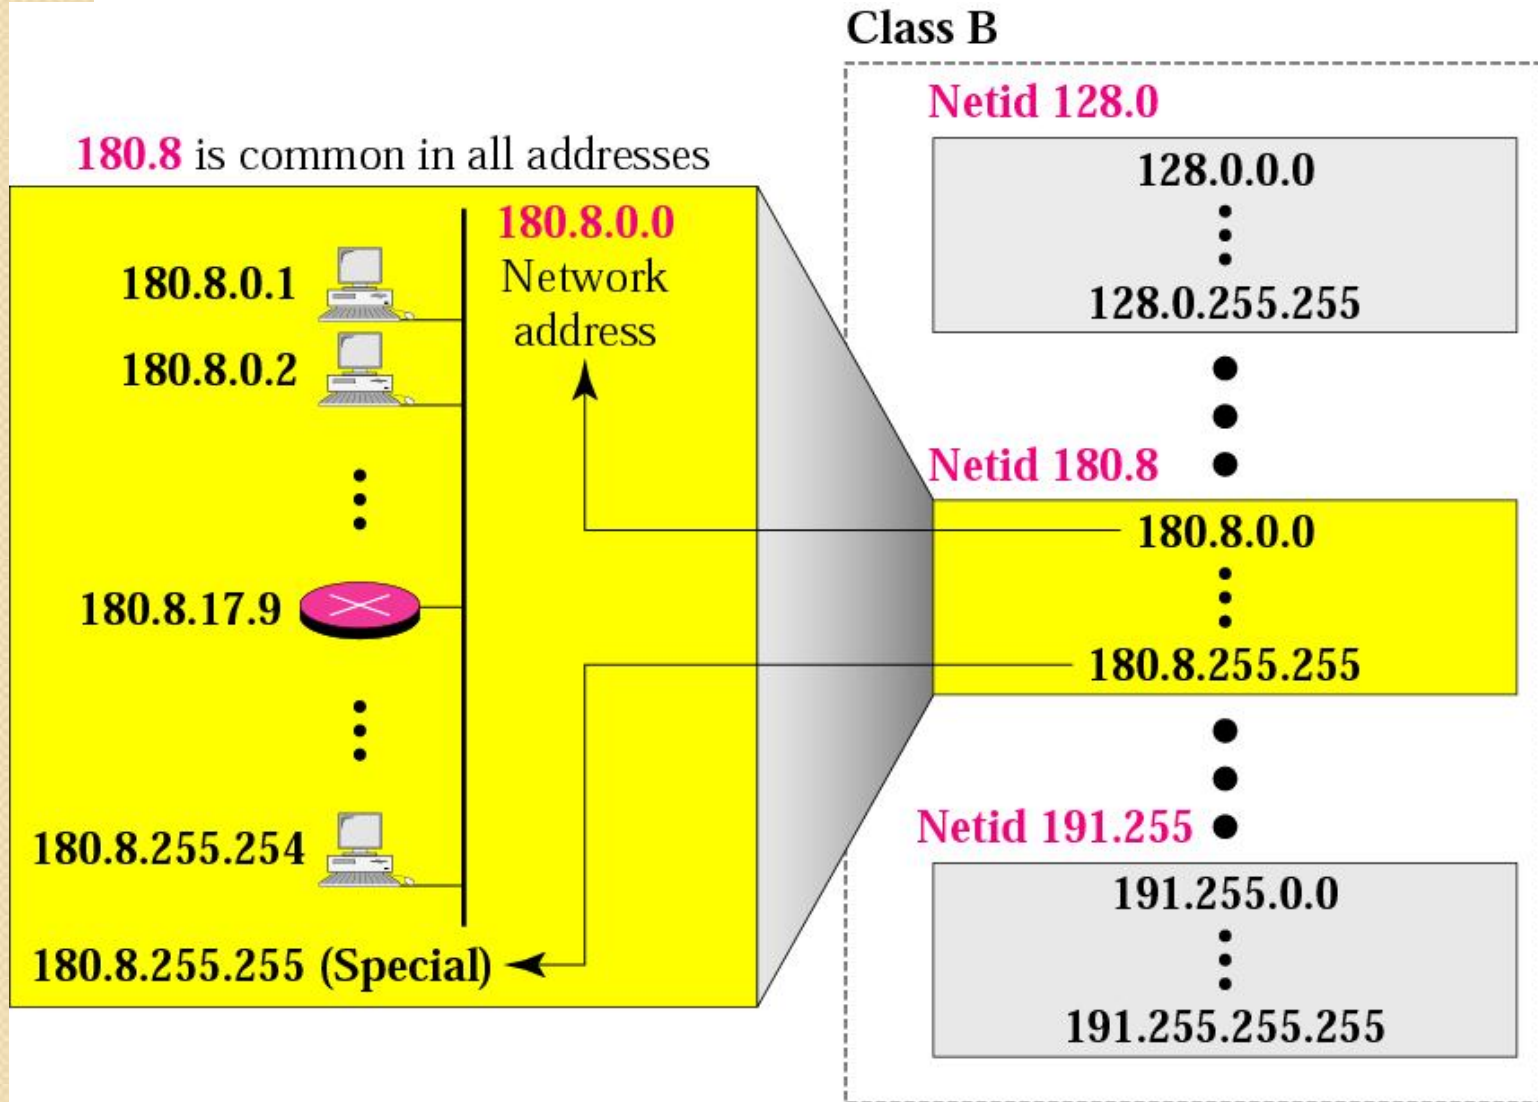 Class B
Netid 128.0
128.0.0.0
128.0.255.255
Netid 180.8
180.8.0.0
180.8.255.255
Netid 191.255
191.255.0.0
191.255.255.255
180.8 is common in all addresses
180.8.0.0
Network
address
180.8.0.1
180.8.0.2
180.8.17.9
180.8.255.254
180.8.255.255 (Special)